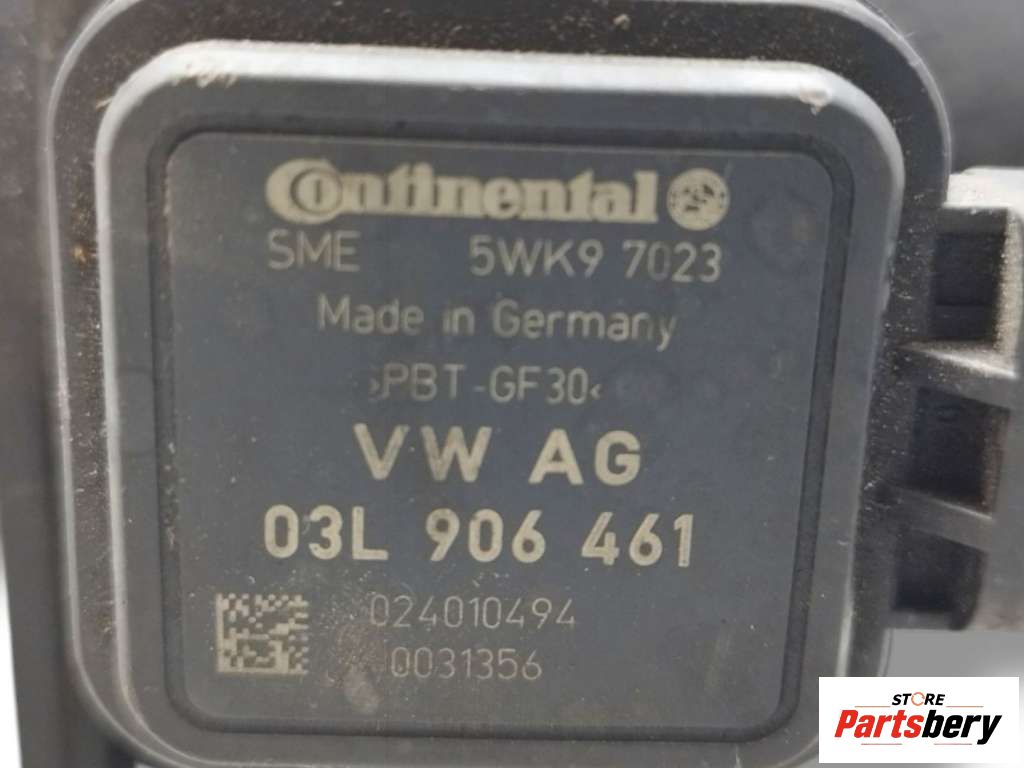 Continental
SME 5WK9 7023
Made in Germany
>PBT-GF30<
VW AG
03L 906 461
024010494
0031356
STORE
Partsbery